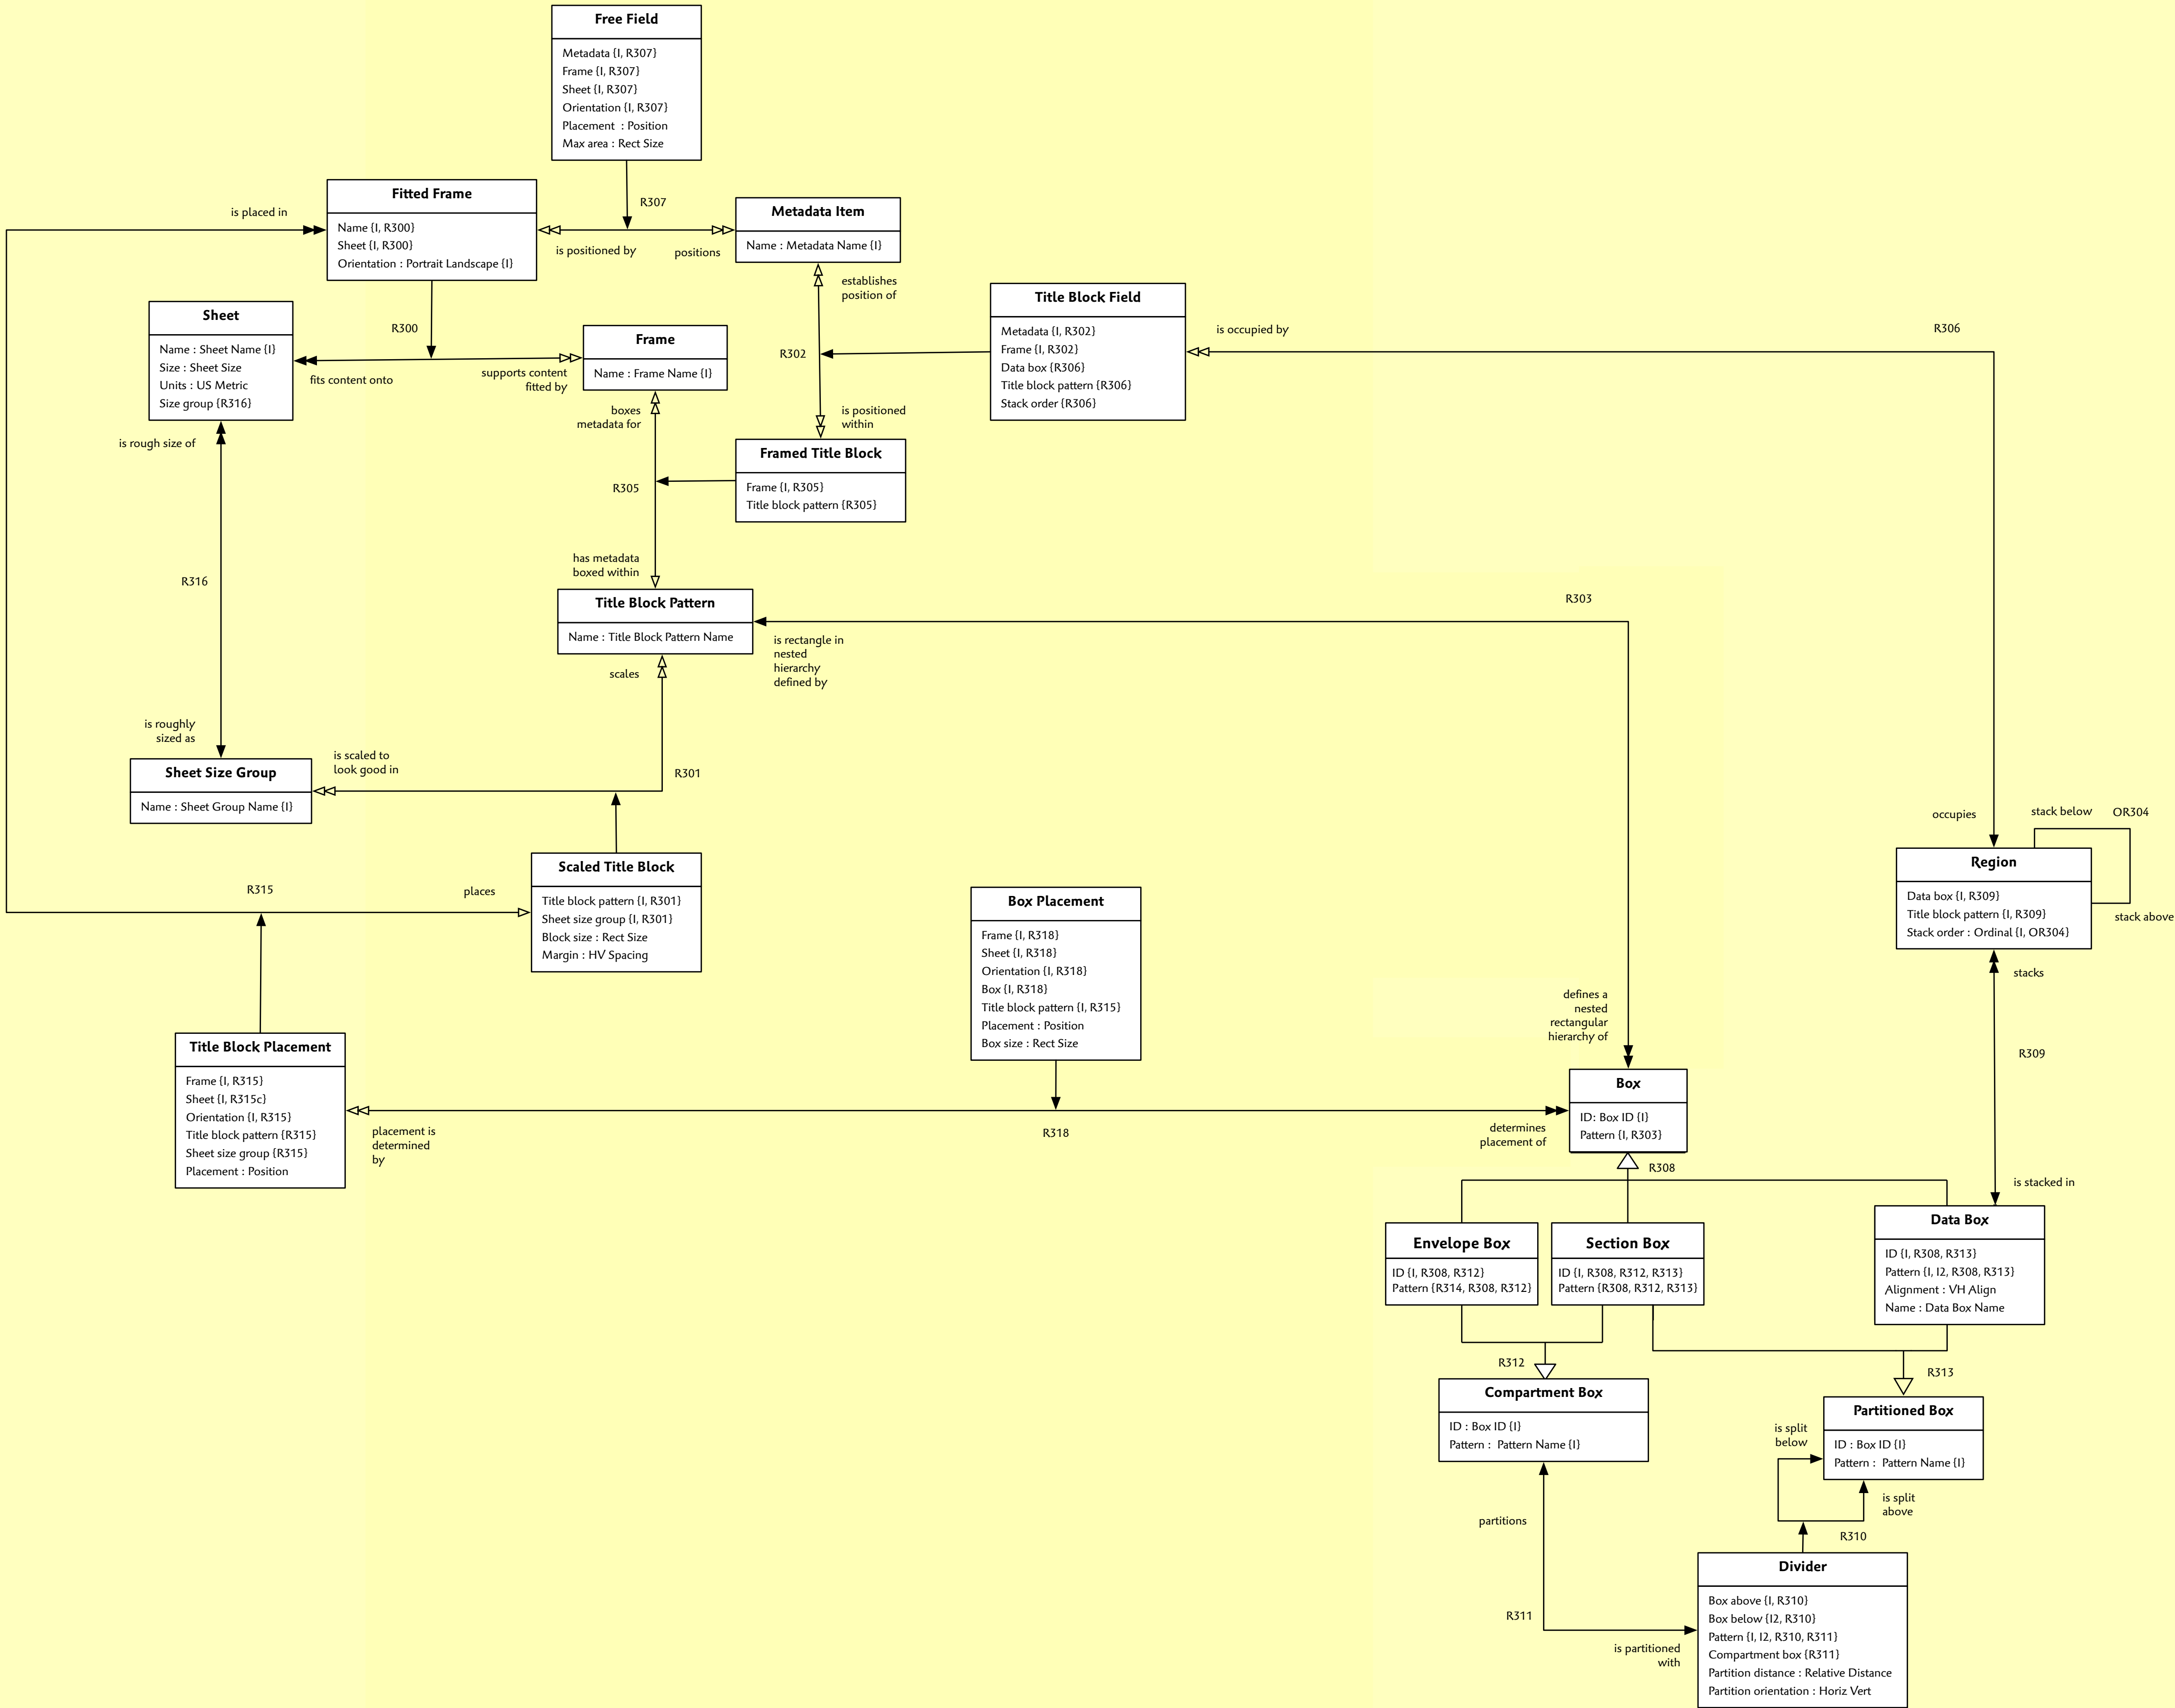 Free Field
Metadata {I, R307}
Frame {I, R307}
Sheet {I, R307}
Orientation {I, R307}
Placement  : Position
Max area : Rect Size
R307
is placed in
Fitted Frame
Name {I, R300}
Sheet {I, R300}
Orientation : Portrait Landscape {I}
is positioned by
positions
Metadata Item
Name : Metadata Name {I}
establishes
position of
R300
Sheet
Name : Sheet Name {I}
Size : Sheet Size
Units : US Metric
Size group {R316}
fits content onto
supports content
fitted by
Frame
Name : Frame Name {I}
R302
Title Block Field
Metadata {I, R302}
Frame {I, R302}
Data box {R306}
Title block pattern {R306}
Stack order {R306}
is occupied by
R306
is rough size of
boxes
metadata for
is positioned
within
Framed Title Block
Frame {I, R305}
Title block pattern {R305}
R305
has metadata
boxed within
R316
Title Block Pattern
Name : Title Block Pattern Name
R303
is rectangle in
nested
hierarchy
defined by
scales
is roughly
sized as
is scaled to
look good in
R301
Sheet Size Group
Name : Sheet Group Name {I}
occupies
stack below
OR304
Region
Data box {I, R309}
Title block pattern {I, R309}
Stack order : Ordinal {I, OR304}
stack above
stacks
R315
places
Scaled Title Block
Title block pattern {I, R301}
Sheet size group {I, R301}
Block size : Rect Size
Margin : HV Spacing
Box Placement
Frame {I, R318}
Sheet {I, R318}
Orientation {I, R318}
Box {I, R318}
Title block pattern {I, R315}
Placement : Position
Box size : Rect Size
defines a
nested
rectangular
hierarchy of
R309
Title Block Placement
Frame {I, R315}
Sheet {I, R315c}
Orientation {I, R315}
Title block pattern {R315}
Sheet size group {R315}
Placement : Position
placement is
determined
by
R318
determines
placement of
Box
ID: Box ID {I}
Pattern {I, R303}
R308
is stacked in
Envelope Box
ID {I, R308, R312}
Pattern {R314, R308, R312}
Section Box
ID {I, R308, R312, R313}
Pattern {R308, R312, R313}
Data Box
ID {I, R308, R313}
Pattern {I, I2, R308, R313}
Alignment : VH Align
Name : Data Box Name
R312
R313
Compartment Box
ID : Box ID {I}
Pattern :  Pattern Name {I}
Partitioned Box
ID : Box ID {I}
Pattern :  Pattern Name {I}
is split
below
is split
above
R310
partitions
R311
is partitioned
with
Divider
Box above {I, R310}
Box below {I2, R310}
Pattern {I, I2, R310, R311}
Compartment box {R311}
Partition distance : Relative Distance
Partition orientation : Horiz Vert